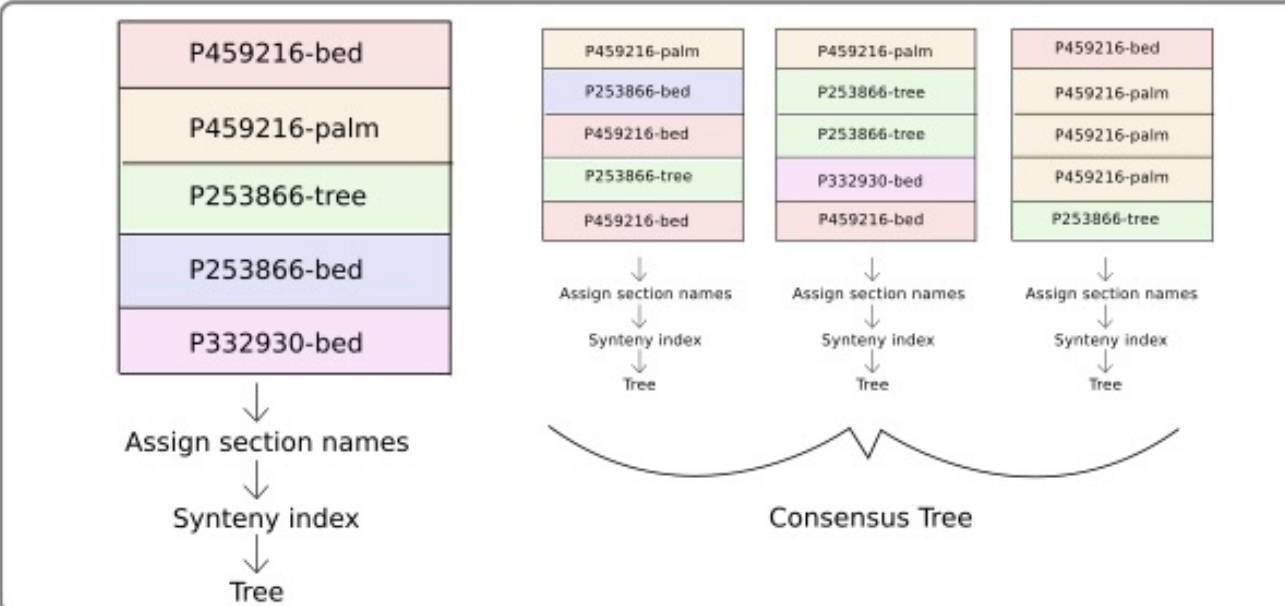 P459216-bed
P459216-palm
P253866-tree
P253866-bed
P332930-bed
Assign section names
Synteny index
Tree
P459216-palm
P253866-bed
P459216-bed
P253866-tree
P459216-bed
Assign section names
Synteny index
Tree
P459216-palm
P253866-tree
P253866-tree
P332930-bed
P459216-bed
Assign section names
Synteny index
Tree
P459216-bed
P459216-palm
P459216-palm
P459216-palm
P253866-tree
Assign section names
Synteny index
Tree
Consensus Tree